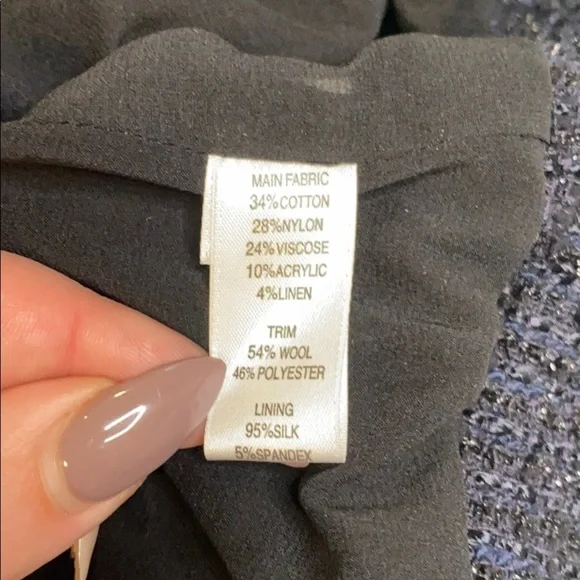 MAIN FABRIC
34%COTTON
28%NYLON
24%VISCOSE
10%ACRYLIC
4%LINEN
TRIM
54% WOOL
46% POLYESTER
LINING
95%SILK
5%SPANDEX